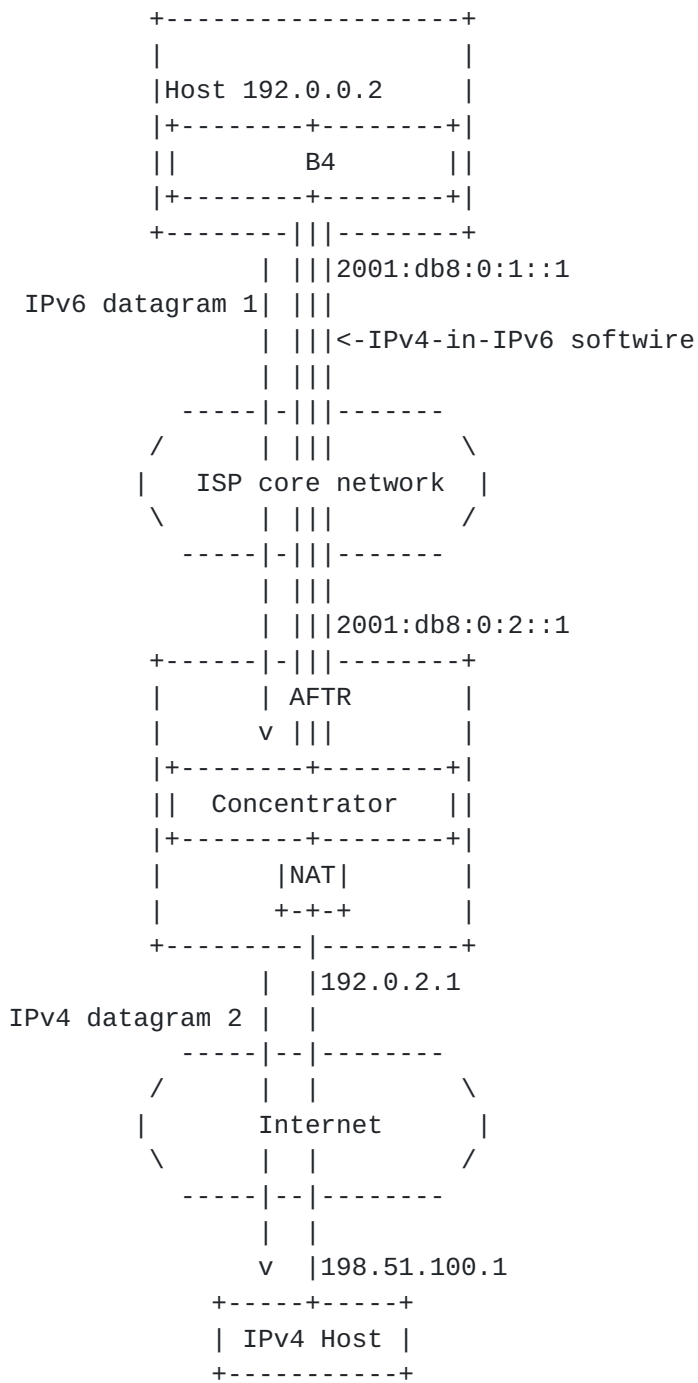 Host 192.0.0.2
B4
2001:db8:0:1::1
IPv6 datagram 1
<-IPv4-in-IPv6 softwire
ISP core network
2001:db8:0:2::1
AFTR
v
Concentrator
NAT
192.0.2.1
IPv4 datagram 2
Internet
v
198.51.100.1
IPv4 Host